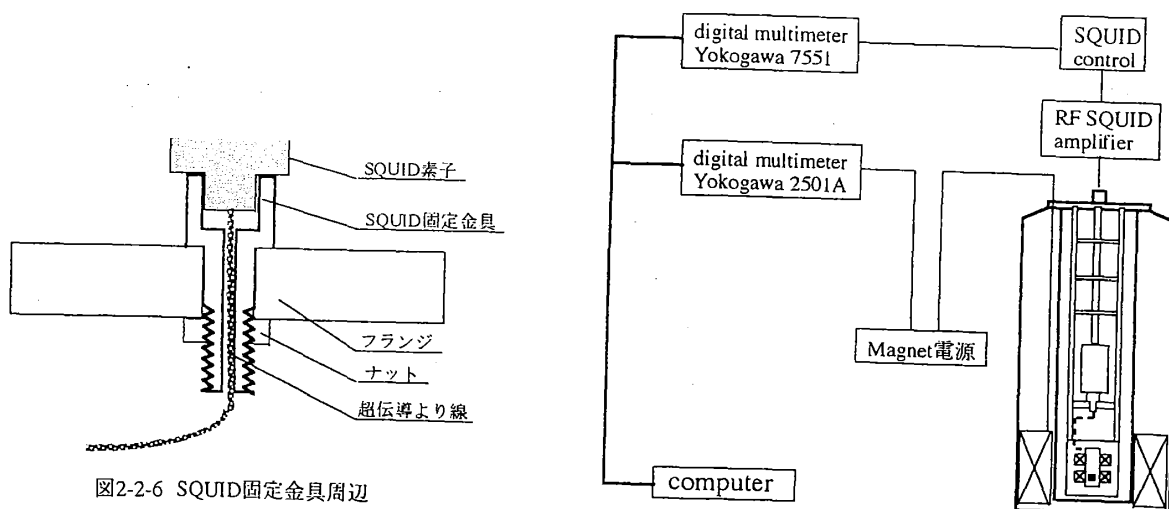 SQUID素子
SQUID固定金具
フランジ
ナット
超伝導より線
図2-2-6 SQUID固定金具周辺
digital multimeter
Yokogawa 7551
SQUID
control
RF SQUID
amplifier
digital multimeter
Yokogawa 2501A
Magnet電源
computer